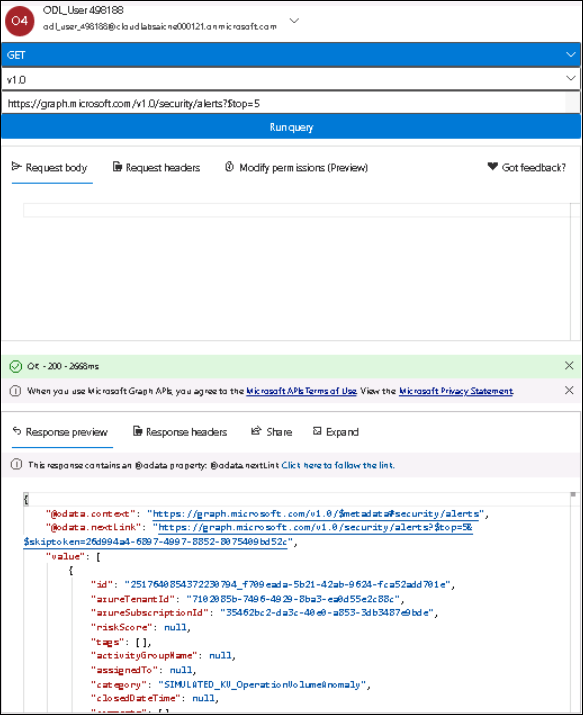 O4
ODL_User 498188
odl_user_498188@cloudlabsaicne000121.onmicrosoft.com
GET
v1.0
https://graph.microsoft.com/v1.0/security/alerts?$top=5
Run query
Request body Request headers Modify permissions (Preview) Got feedback?
OK - 200 - 2668ms
When you use Microsoft Graph APIs, you agree to the Microsoft APIs Terms of Use. View the Microsoft Privacy Statement.
Response preview Response headers Share Expand
This response contains an @odata property: @odata.nextLink Click here to follow the link.
{
"@odata.context": "https://graph.microsoft.com/v1.0/$metadata#security/alerts",
"@odata.nextLink": "https://graph.microsoft.com/v1.0/security/alerts?$top=5&
$skiptoken=26d994a4-6897-4997-8852-8075409bd52c",
"value": [
{
"id": "2517640854372230794_f709eada-5b21-42ab-9624-fca52add701e",
"azureTenantId": "7102085b-7496-4929-8ba3-ea0d55e2c88c",
"azureSubscriptionId": "35462bc2-da3c-40e0-a853-3db3487e9bde",
"riskScore": null,
"tags": [],
"activityGroupName": null,
"assignedTo": null,
"category": "SIMULATED_KV_OperationVolumeAnomaly",
"closedDateTime": null,
"comments": [],